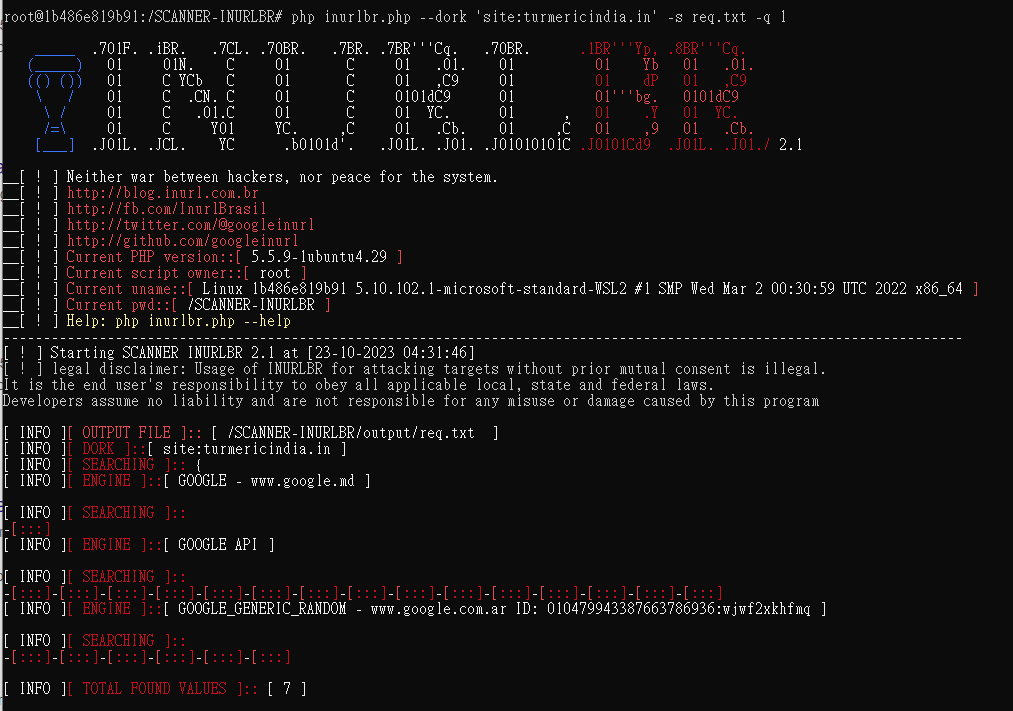 root@1b486e819b91:/SCANNER-INURLBR# php inurlbr.php --dork 'site:turmericindia.in' -s req.txt -q 1
 _____  .701F. .iBR.   .7CL. .70BR.   .7BR. .7BR'''Cq.   .70BR.      .1BR'''Yp, .8BR'''Cq.
(_____)   01     01N.    C     01       C     01   .01.    01          01    Yb   01   .01.
(() ())   01     C YCb   C     01       C     01   ,C9     01          01    dP   01   ,C9
 \   /    01     C  .CN. C     01       C     0101dC9      01          01'''bg.   0101dC9
  \ /     01     C   .01.C     01       C     01  YC.      01      ,   01    .Y   01  YC.
  /=\     01     C     Y01     YC.     ,C     01   .Cb.    01     ,C   01    ,9   01   .Cb.
 [___]  .J01L. .JCL.    YC      .b0101d'.   .J01L. .J01. .J01010101C .J0101Cd9  .J01L. .J01./ 2.1
__[ ! ] Neither war between hackers, nor peace for the system.
__[ ! ] http://blog.inurl.com.br
__[ ! ] http://fb.com/InurlBrasil
__[ ! ] http://twitter.com/@googleinurl
__[ ! ] http://github.com/googleinurl
__[ ! ] Current PHP version::[ 5.5.9-1ubuntu4.29 ]
__[ ! ] Current script owner::[ root ]
__[ ! ] Current uname::[ Linux 1b486e819b91 5.10.102.1-microsoft-standard-WSL2 #1 SMP Wed Mar 2 00:30:59 UTC 2022 x86_64 ]
__[ ! ] Current pwd::[ /SCANNER-INURLBR ]
__[ ! ] Help: php inurlbr.php --help
------------------------------------------------------------------------------------------------------------------------
[ ! ] Starting SCANNER INURLBR 2.1 at [23-10-2023 04:31:46]
[ ! ] legal disclaimer: Usage of INURLBR for attacking targets without prior mutual consent is illegal.
It is the end user's responsibility to obey all applicable local, state and federal laws.
Developers assume no liability and are not responsible for any misuse or damage caused by this program
[ INFO ][ OUTPUT FILE ]:: [ /SCANNER-INURLBR/output/req.txt  ]
[ INFO ][ DORK ]::[ site:turmericindia.in ]
[ INFO ][ SEARCHING ]:: {
[ INFO ][ ENGINE ]::[ GOOGLE - www.google.md ]
[ INFO ][ SEARCHING ]::
-[:::]
[ INFO ][ ENGINE ]::[ GOOGLE API ]
[ INFO ][ SEARCHING ]::
-[:::]-[:::]-[:::]-[:::]-[:::]-[:::]-[:::]-[:::]-[:::]-[:::]-[:::]-[:::]-[:::]-[:::]-[:::]
[ INFO ][ ENGINE ]::[ GOOGLE_GENERIC_RANDOM - www.google.com.ar ID: 010479943387663786936:wjwf2xkhfmq ]
[ INFO ][ SEARCHING ]::
-[:::]-[:::]-[:::]-[:::]-[:::]-[:::]
[ INFO ][ TOTAL FOUND VALUES ]:: [ 7 ]